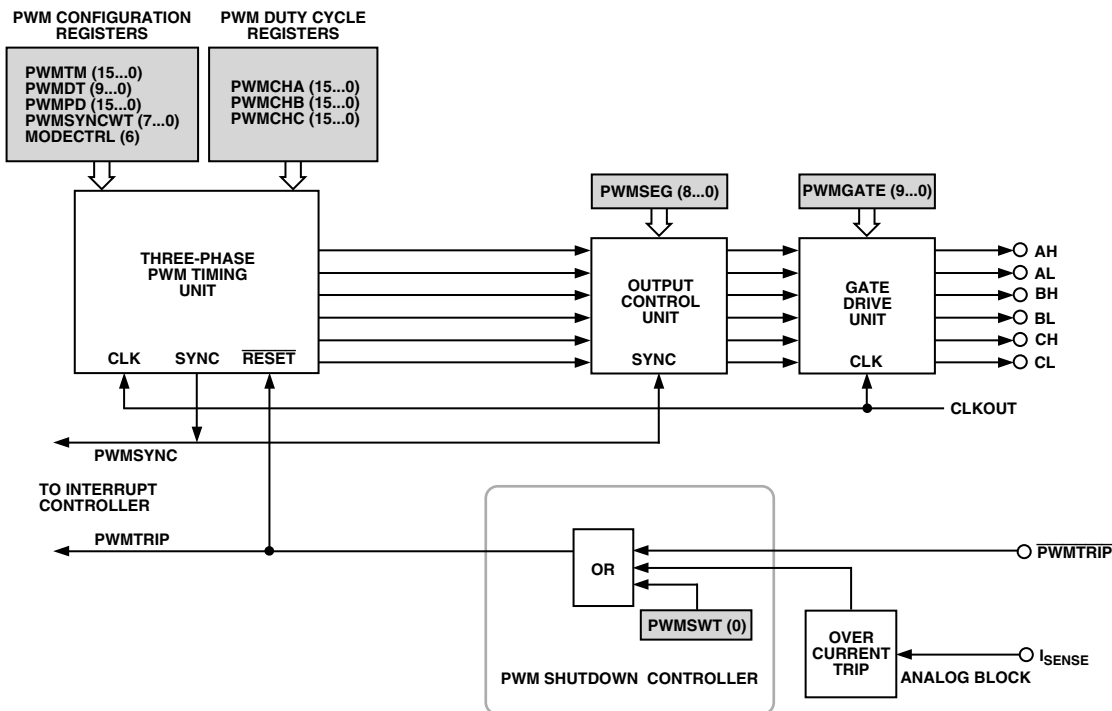 PWM CONFIGURATION
REGISTERS
PWM DUTY CYCLE
REGISTERS
PWMTM (15...0)
PWMDT (9...0)
PWMPD (15...0)
PWMSYNCWT (7...0)
MODECTRL (6)
PWMCHA (15...0)
PWMCHB (15...0)
PWMCHC (15...0)
PWMSEG (8...0)
PWMGATE (9...0)
THREE-PHASE
PWM TIMING
UNIT
CLK
SYNC
RESET
OUTPUT
CONTROL
UNIT
SYNC
GATE
DRIVE
UNIT
CLK
AH
AL
BH
BL
CH
CL
CLKOUT
PWMSYNC
TO INTERRUPT
CONTROLLER
PWMTRIP
OR
PWMTRIP
PWMSWT (0)
OVER
CURRENT
TRIP
ISENSE
ANALOG BLOCK
PWM SHUTDOWN CONTROLLER